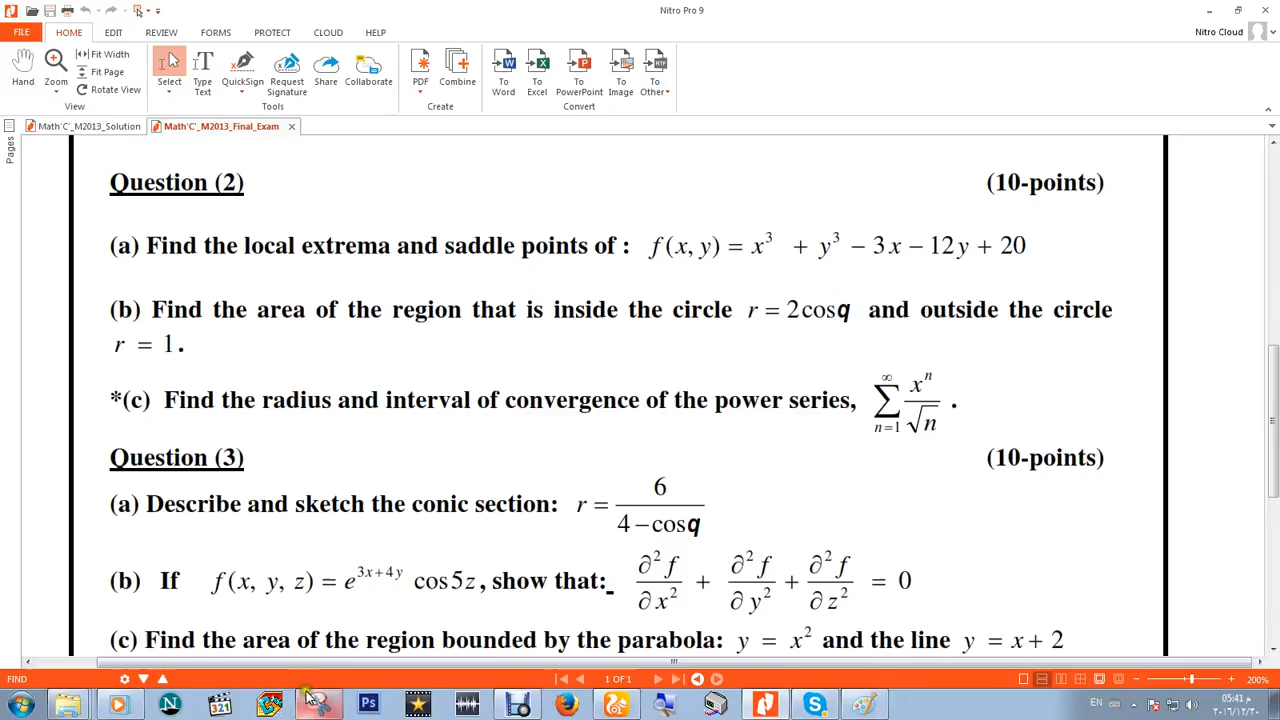 Nitro Pro 9
FILE HOME EDIT REVIEW FORMS PROTECT CLOUD HELP Nitro Cloud
Hand Zoom Fit Width Fit Page Rotate View Select Type Text QuickSign Request Signature Share Collaborate PDF Combine To Word To Excel To PowerPoint To Image To Other
View Tools Create Convert
Math'C'_M2013_Solution Math'C'_M2013_Final_Exam
Pages
Question (2) (10-points)
(a) Find the local extrema and saddle points of : f(x, y) = x³ + y³ − 3x − 12y + 20
(b) Find the area of the region that is inside the circle r = 2cosq and outside the circle
r = 1.
*(c) Find the radius and interval of convergence of the power series, ∑_{n=1}^{∞} xⁿ/√n .
Question (3) (10-points)
(a) Describe and sketch the conic section: r = 6/(4 − cosq)
(b) If f(x, y, z) = e^{3x+4y} cos5z, show that: ∂²f/∂x² + ∂²f/∂y² + ∂²f/∂z² = 0
(c) Find the area of the region bounded by the parabola: y = x² and the line y = x + 2
FIND 1 OF 1 200%
321 Ps EN 05:41 م
٢٠١٦/١٢/٢٠